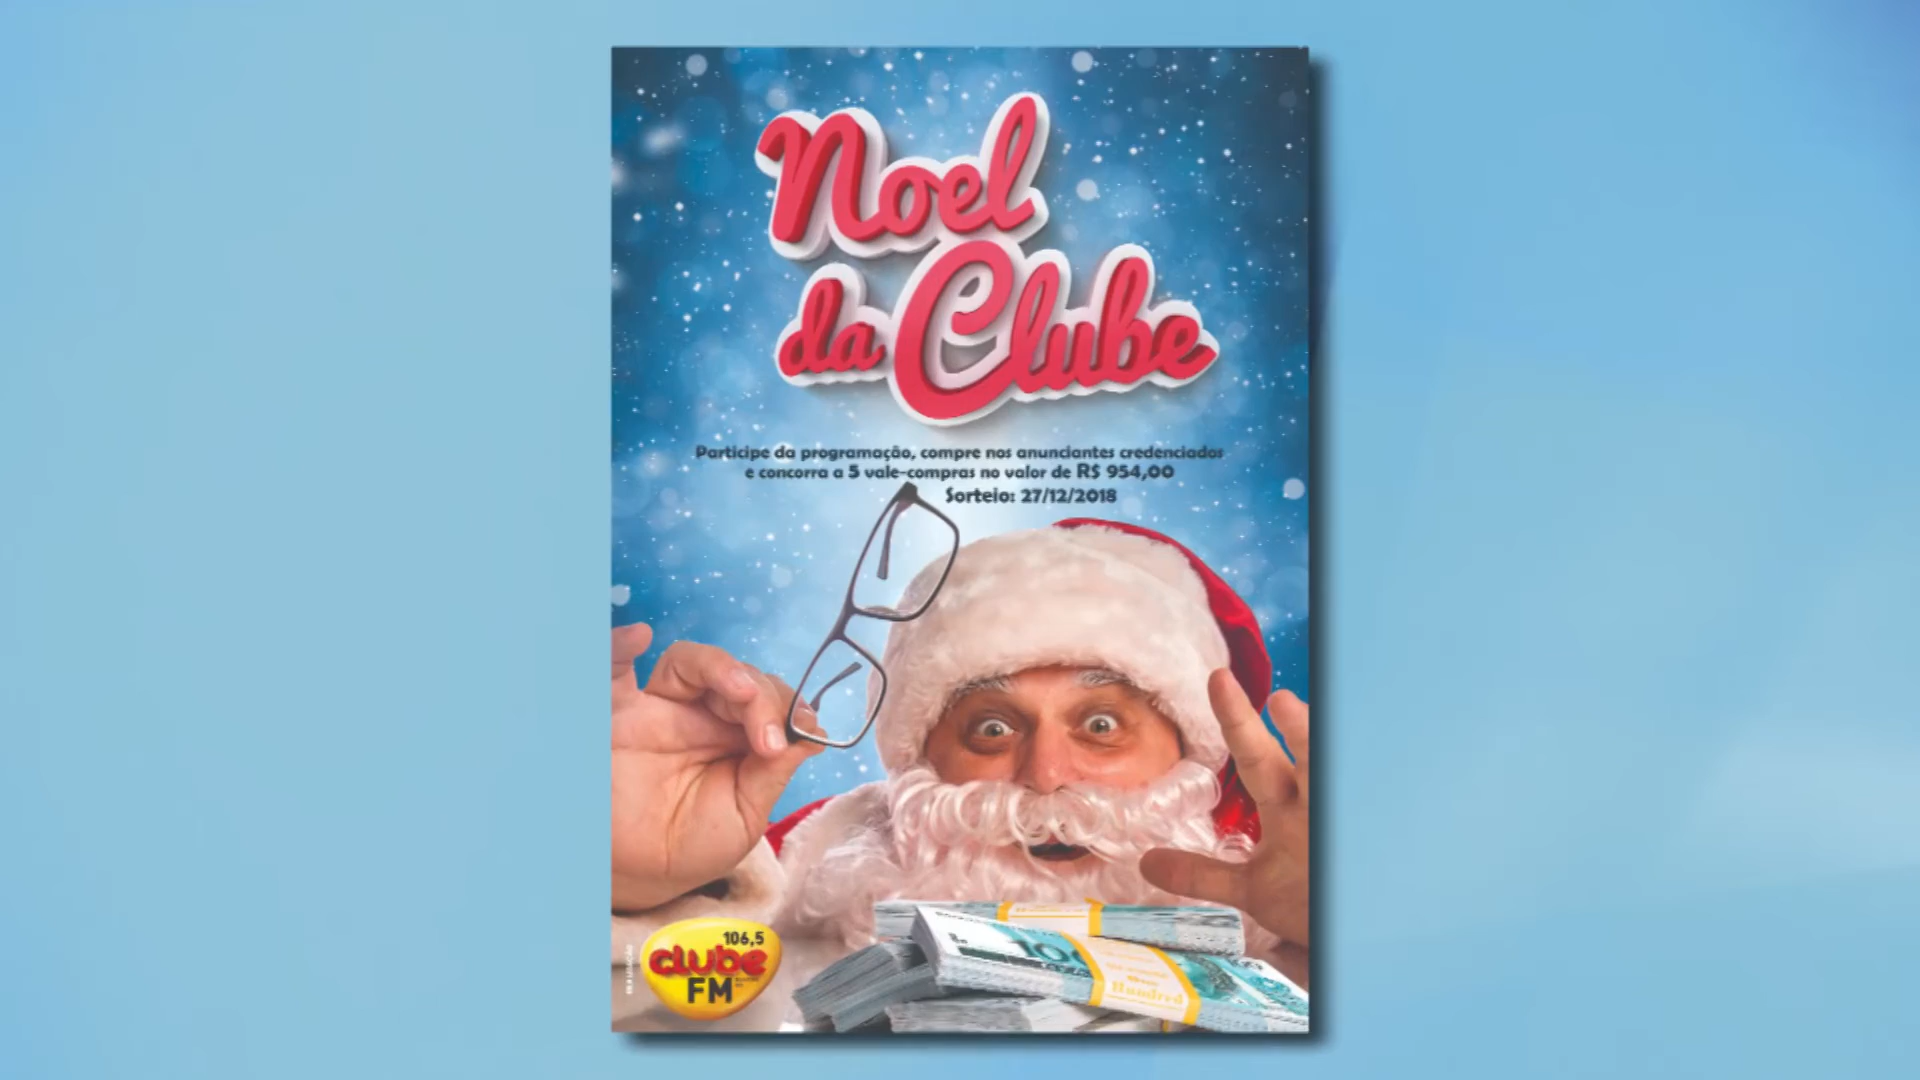 Noel
da Clube
Participe da programação, compre nos anunciantes credenciados
e concorra a 5 vale-compras no valor de R$ 954,00
Sorteio: 27/12/2018
106,5
clube
FM
100
Hundred